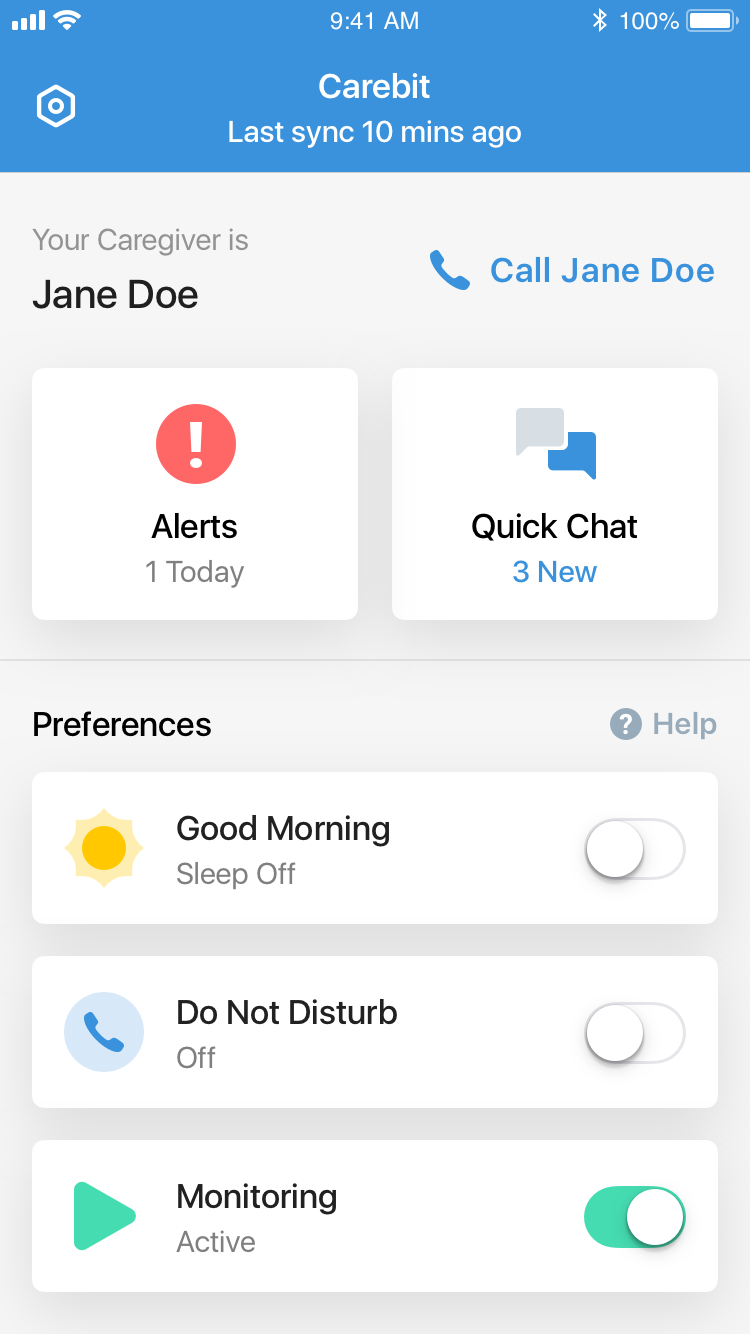 9:41 AM
100%
Carebit
Last sync 10 mins ago
Your Caregiver is
Jane Doe
Call Jane Doe
Alerts
1 Today
Quick Chat
3 New
Preferences
? Help
Good Morning
Sleep Off
Do Not Disturb
Off
Monitoring
Active